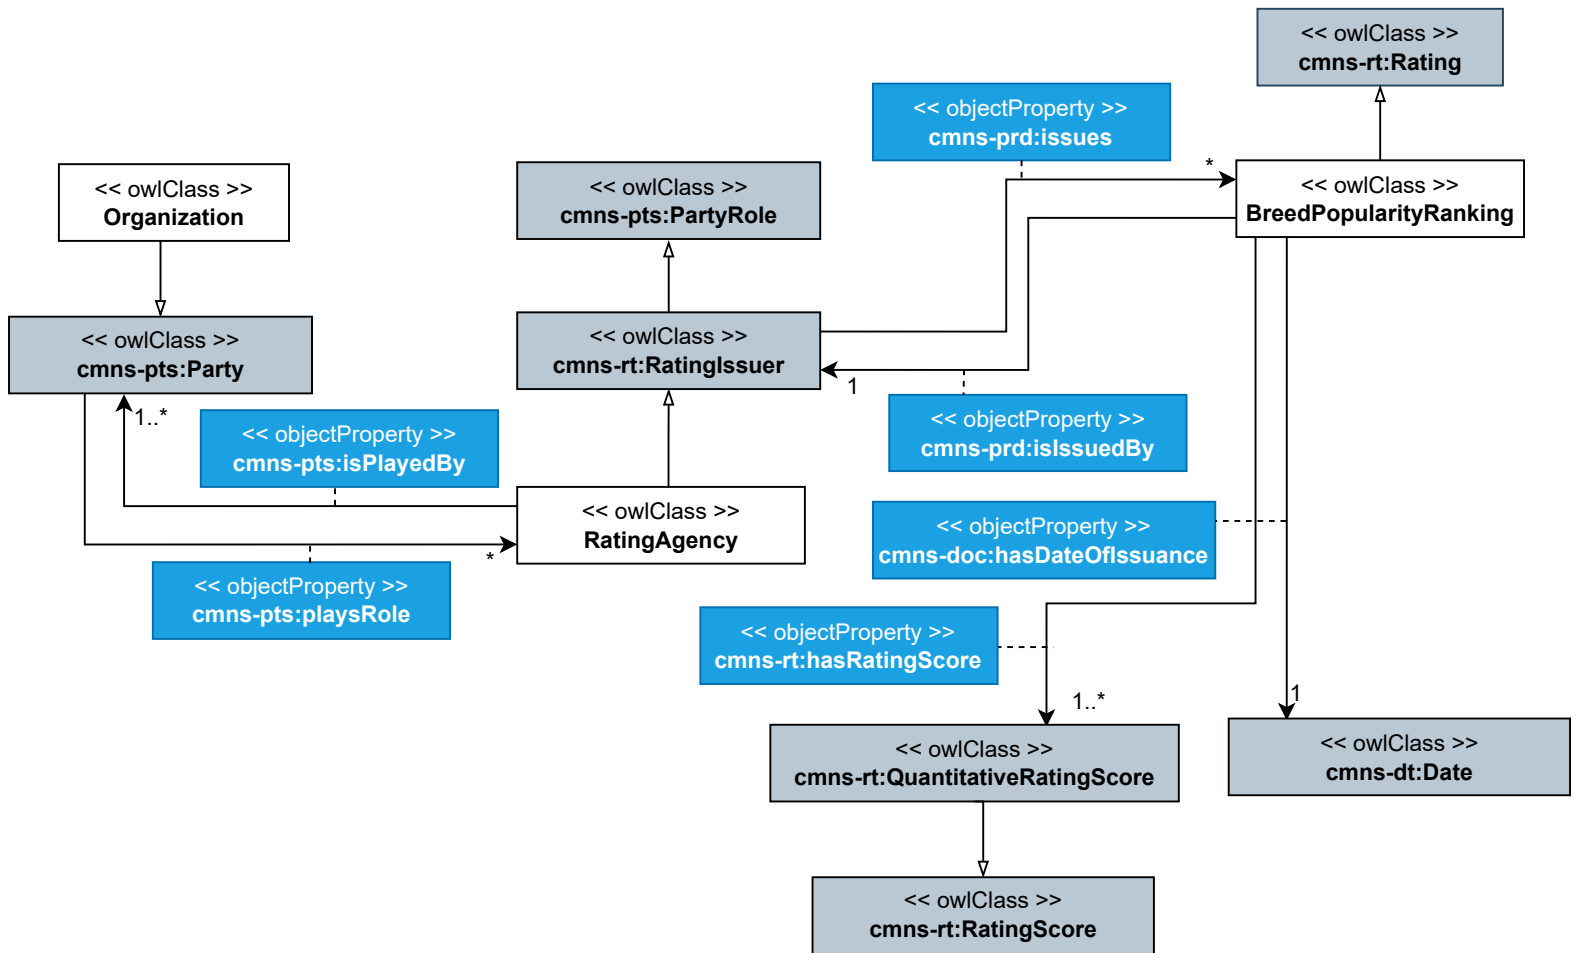 << owlClass >>
cmns-rt:Rating
<< objectProperty >>
cmns-prd:issues
<< owlClass >>
Organization
<< owlClass >>
cmns-pts:PartyRole
*
<< owlClass >>
BreedPopularityRanking
<< owlClass >>
cmns-pts:Party
<< owlClass >>
cmns-rt:RatingIssuer
1
1..*
<< objectProperty >>
cmns-pts:isPlayedBy
<< objectProperty >>
cmns-prd:isIssuedBy
<< owlClass >>
RatingAgency
*
<< objectProperty >>
cmns-doc:hasDateOfIssuance
<< objectProperty >>
cmns-pts:playsRole
<< objectProperty >>
cmns-rt:hasRatingScore
1..*
1
<< owlClass >>
cmns-rt:QuantitativeRatingScore
<< owlClass >>
cmns-dt:Date
<< owlClass >>
cmns-rt:RatingScore